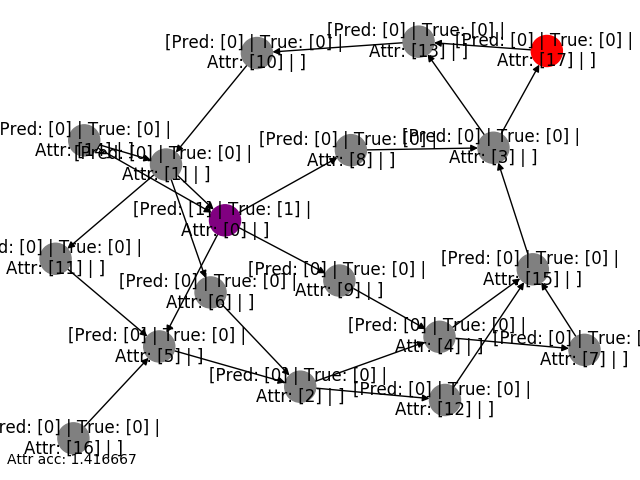 [Pred: [0] | True: [0] |
Attr: [13] | ]
[Pred: [0] | True: [0] |
Attr: [17] | ]
[Pred: [0] | True: [0] |
Attr: [10] | ]
Pred: [0] | True: [0] |
Attr: [14] | ]
[Pred: [0] | True: [0] |
Attr: [8] | ]
[Pred: [0] | True: [0] |
Attr: [3] | ]
[Pred: [0] | True: [0] |
Attr: [1] | ]
[Pred: [1] | True: [1] |
Attr: [0] | ]
d: [0] | True: [0] |
Attr: [11] | ]
[Pred: [0] | True: [0] |
Attr: [6] | ]
[Pred: [0] | True: [0] |
Attr: [9] | ]
[Pred: [0] | True: [0] |
Attr: [15] | ]
[Pred: [0] | True: [0] |
Attr: [5] | ]
[Pred: [0] | True: [0] |
Attr: [4] | ]
[Pred: [0] | True: [
Attr: [7] | ]
[Pred: [0] | True: [0] |
Attr: [2] | ]
[Pred: [0] | True: [0] |
Attr: [12] | ]
red: [0] | True: [0] |
Attr: [16] | ]
Attr acc: 1.416667